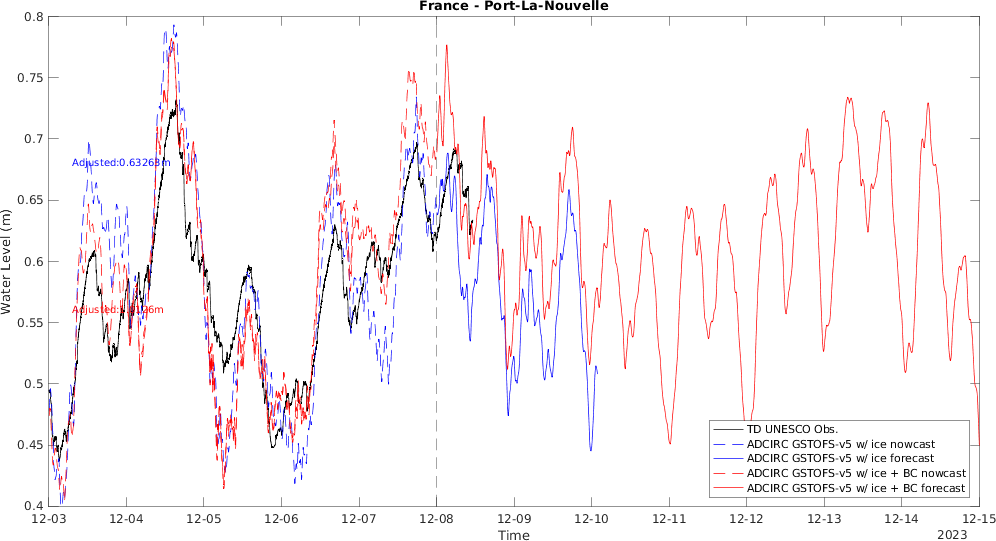 France - Port-La-Nouvelle
0.8
0.75
0.7
0.65
0.6
0.55
0.5
0.45
0.4
Water Level (m)
Adjusted:0.63263m
12-03
12-04
12-05
12-06
12-07
12-08
12-09
12-10
12-11
12-12
12-13
12-14
12-15
Time
2023
TD UNESCO Obs.
ADCIRC GSTOFS-v5 w/ ice nowcast
ADCIRC GSTOFS-v5 w/ ice forecast
ADCIRC GSTOFS-v5 w/ ice + BC nowcast
ADCIRC GSTOFS-v5 w/ ice + BC forecast